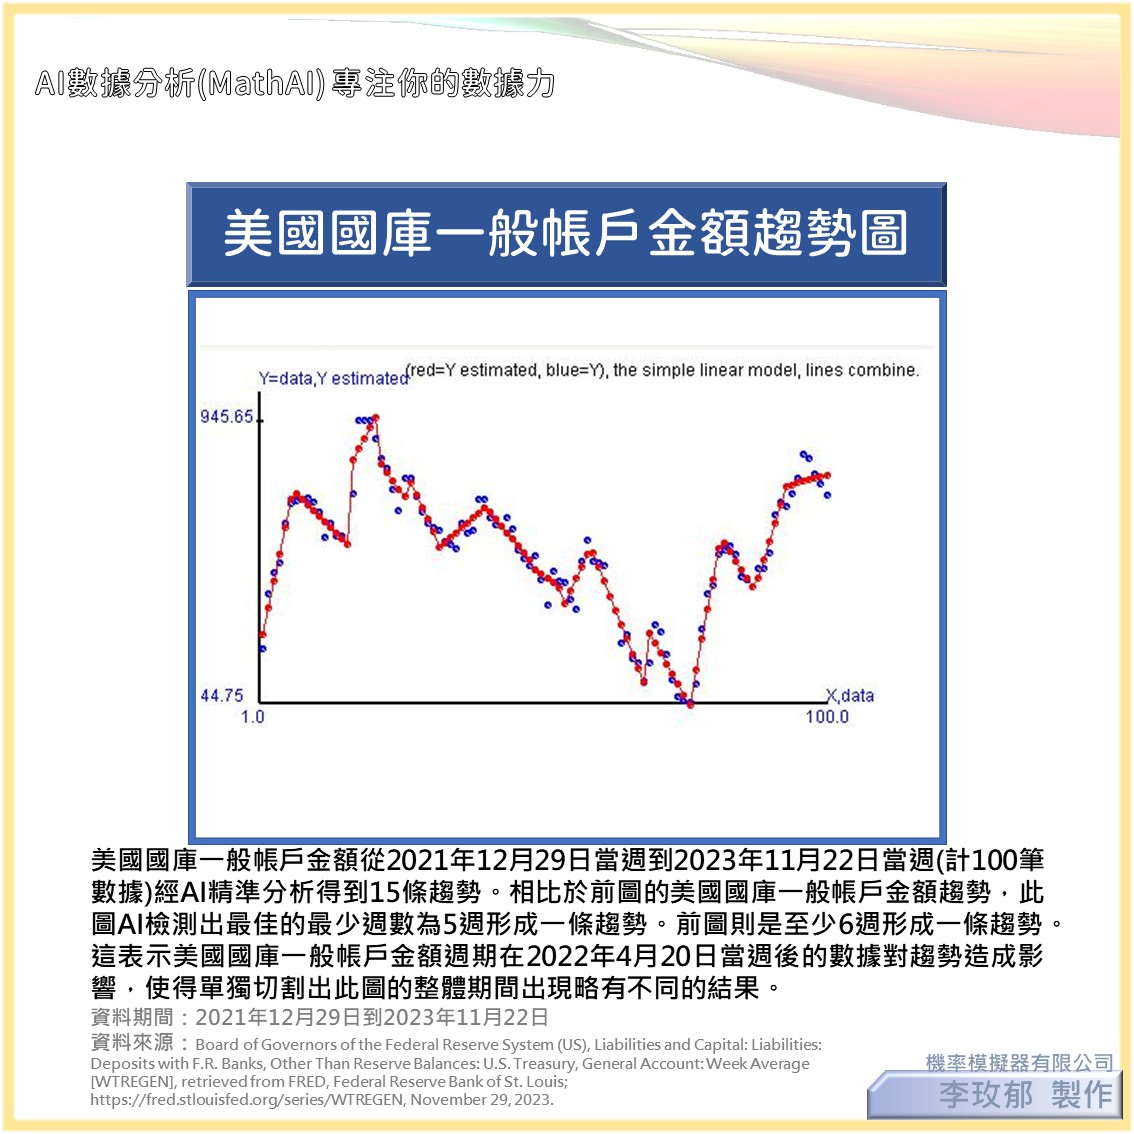 AI數據分析(MathAI) 專注你的數據力
美國國庫一般帳戶金額趨勢圖
(red=Y estimated, blue=Y), the simple linear model, lines combine.
Y=data,Y estimated
945.65
44.75
X,data
1.0
100.0
美國國庫一般帳戶金額從2021年12月29日當週到2023年11月22日當週(計100筆
數據)經AI精準分析得到15條趨勢。相比於前圖的美國國庫一般帳戶金額趨勢，此
圖AI檢測出最佳的最少週數為5週形成一條趨勢。前圖則是至少6週形成一條趨勢。
這表示美國國庫一般帳戶金額週期在2022年4月20日當週後的數據對趨勢造成影
響，使得單獨切割出此圖的整體期間出現略有不同的結果。
資料期間：2021年12月29日到2023年11月22日
資料來源：Board of Governors of the Federal Reserve System (US), Liabilities and Capital: Liabilities:
Deposits with F.R. Banks, Other Than Reserve Balances: U.S. Treasury, General Account: Week Average
[WTREGEN], retrieved from FRED, Federal Reserve Bank of St. Louis;
https://fred.stlouisfed.org/series/WTREGEN, November 29, 2023.
機率模擬器有限公司
李玫郁 製作